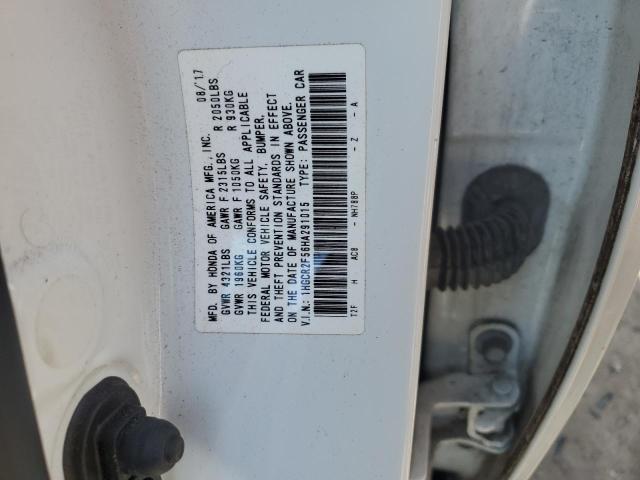 MFD. BY HONDA OF AMERICA MFG., INC. 08/'17
GVWR 4321LBS GAWR F 2315LBS R 2050LBS
GVWR 1960KG GAWR F 1050KG R 930KG
THIS VEHICLE CONFORMS TO ALL APPLICABLE
FEDERAL MOTOR VEHICLE SAFETY, BUMPER,
AND THEFT PREVENTION STANDARDS IN EFFECT
ON THE DATE OF MANUFACTURE SHOWN ABOVE.
V.I.N.: 1HGCR2F56HA291015 TYPE: PASSENGER CAR
T2F H AC8 - NH788P - Z - A